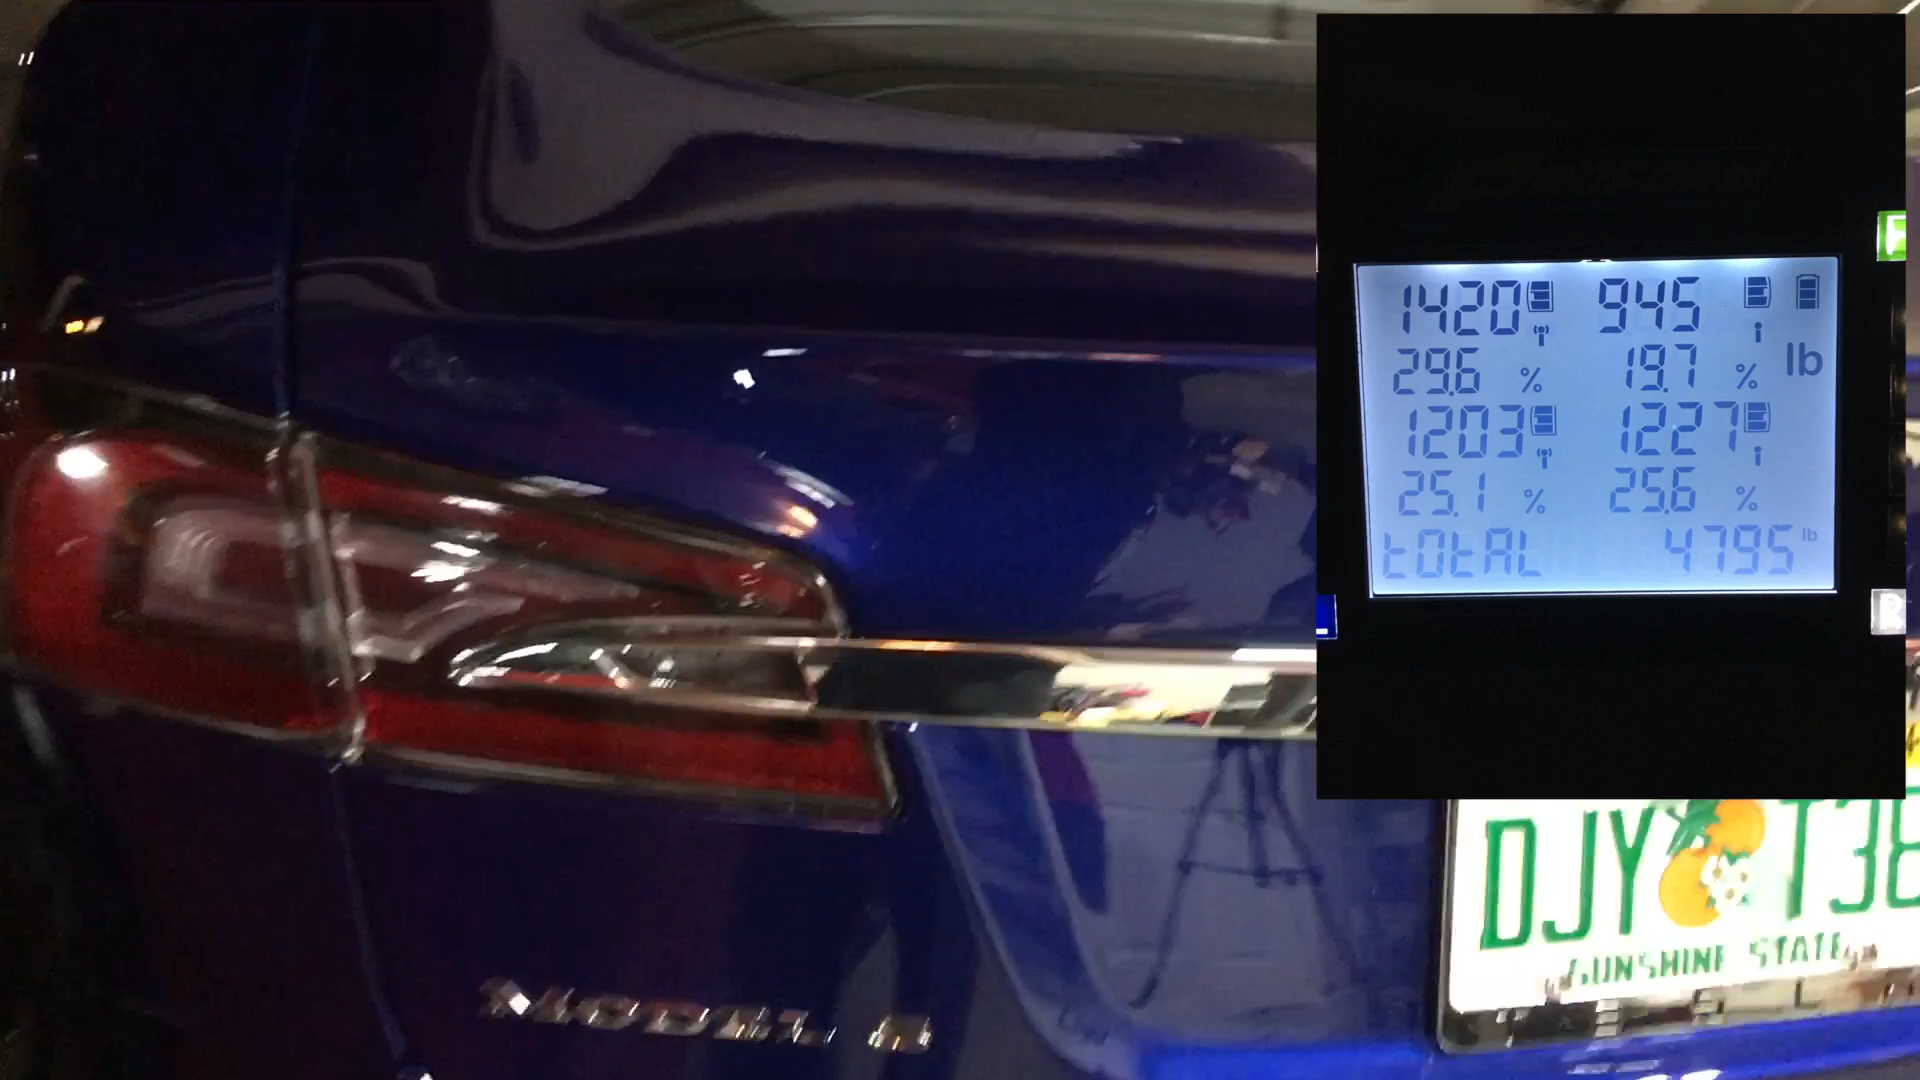 1420 945
lb
29.6 % 19.7 %
1203 1227
25.1 % 25.6 %
totAL 4795 lb
DJY T38
SUNSHINE STATE
MODEL S